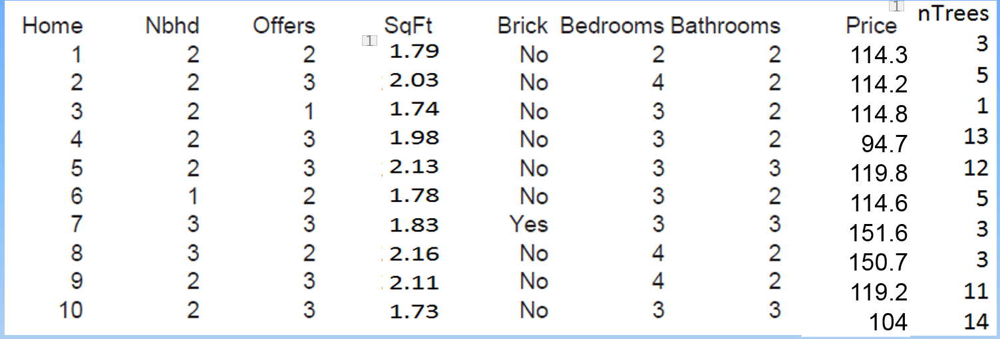 Home Nbhd Offers SqFt Brick Bedrooms Bathrooms Price 1 nTrees
1 2 2 1 1.79 No 2 2 114.3 3
2 2 3 2.03 No 4 2 114.2 5
3 2 1 1.74 No 3 2 114.8 1
4 2 3 1.98 No 3 2 94.7 13
5 2 3 2.13 No 3 3 119.8 12
6 1 2 1.78 No 3 2 114.6 5
7 3 3 1.83 Yes 3 3 151.6 3
8 3 2 2.16 No 4 2 150.7 3
9 2 3 2.11 No 4 2 119.2 11
10 2 3 1.73 No 3 3 104 14